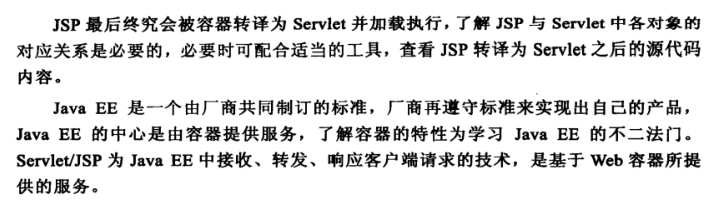 JSP 最后终究会被容器转译为 Servlet 并加载执行，了解 JSP 与 Servlet 中各对象的
对应关系是必要的，必要时可配合适当的工具，查看 JSP 转译为 Servlet 之后的源代码
内容。
Java EE 是一个由厂商共同制订的标准，厂商再遵守标准来实现出自己的产品，
Java EE 的中心是由容器提供服务，了解容器的特性为学习 Java EE 的不二法门。
Servlet/JSP 为 Java EE 中接收、转发、响应客户端请求的技术，是基于 Web 容器所提
供的服务。